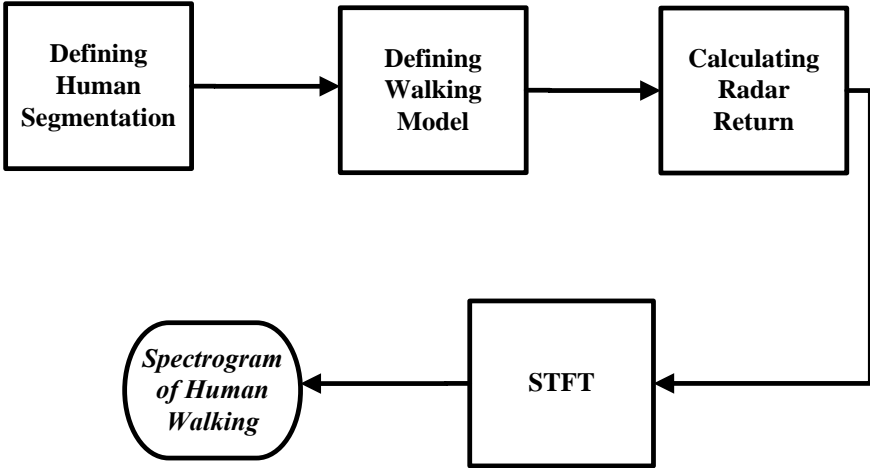 Defining
Human
Segmentation
Defining
Walking
Model
Calculating
Radar
Return
STFT
Spectrogram
of Human
Walking